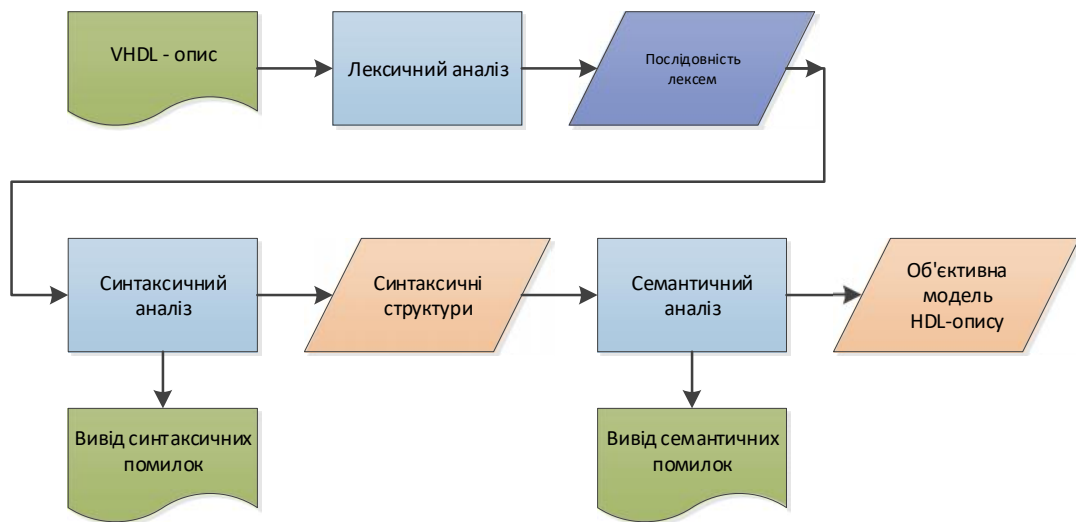 VHDL - опис
Лексичний аналіз
Послідовність
лексем
Синтаксичний
аналіз
Синтаксичні
структури
Семантичний
аналіз
Об'єктивна
модель
HDL-опису
Вивід синтаксичних
помилок
Вивід семантичних
помилок